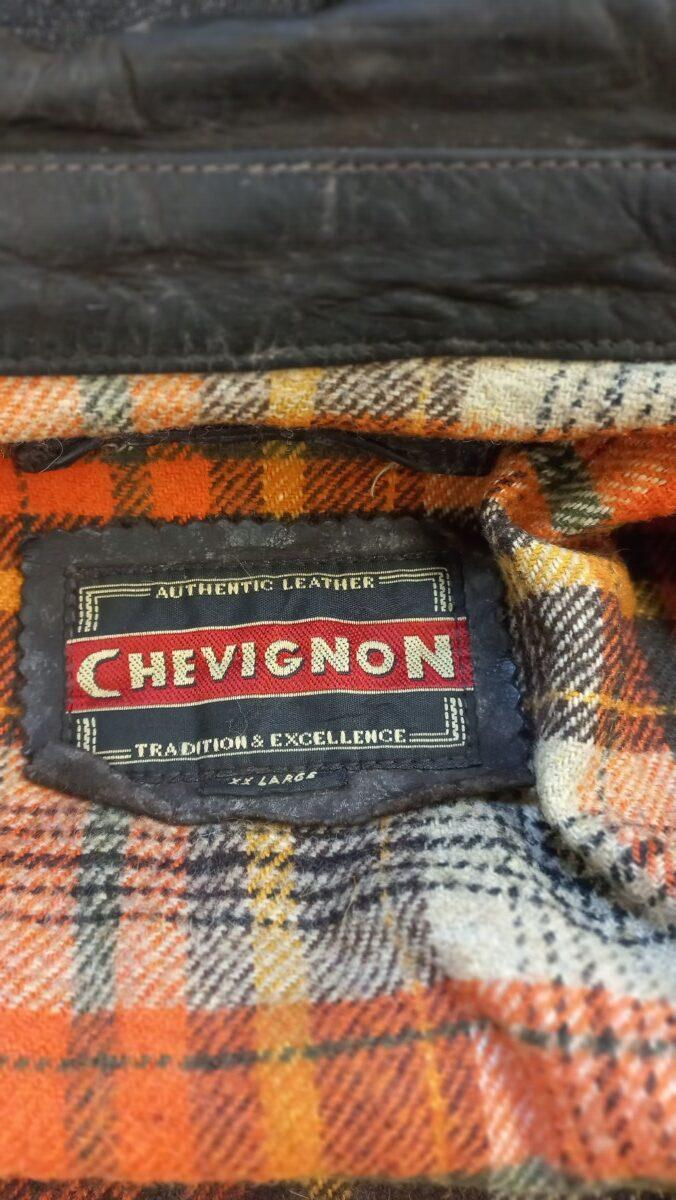 AUTHENTIC LEATHER
CHEVIGNON
TRADITION & EXCELLENCE
XX LARGE